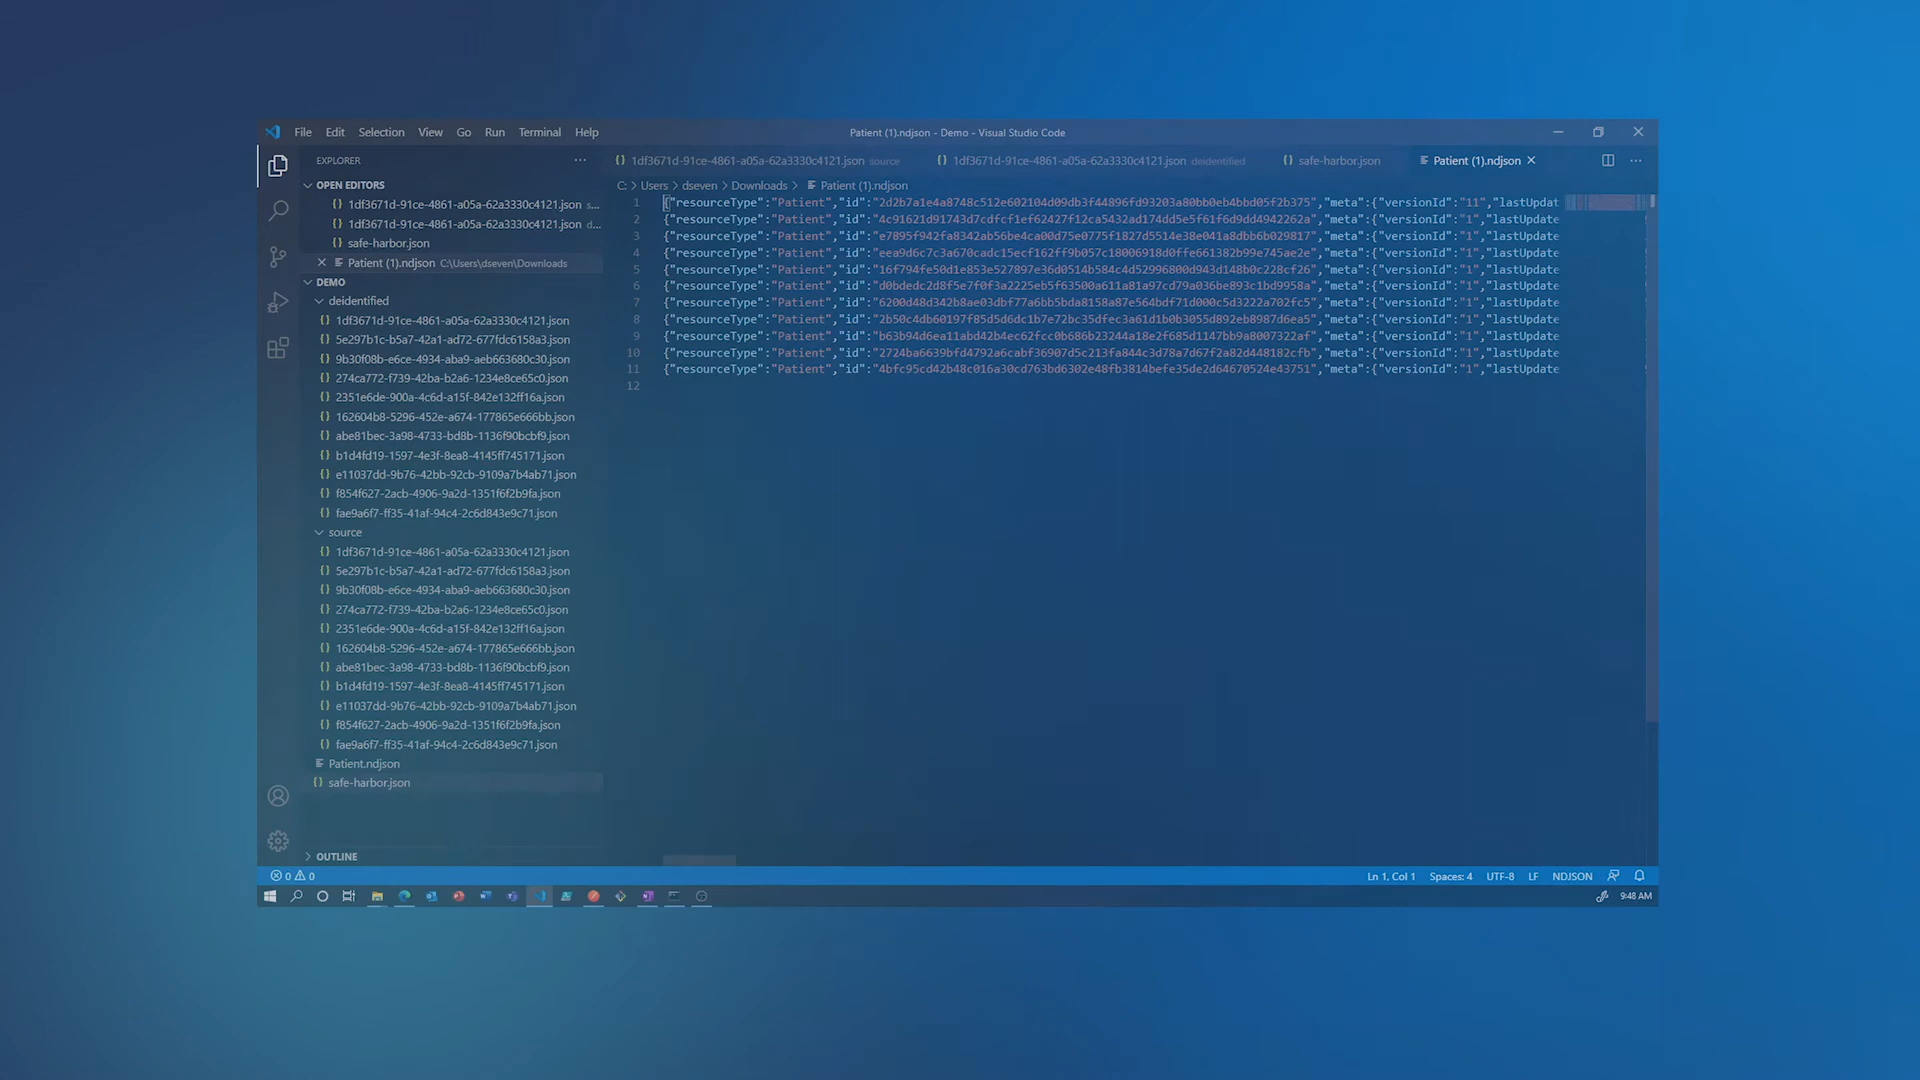 File Edit Selection View Go Run Terminal Help
Patient (1).ndjson - Demo - Visual Studio Code
EXPLORER
1df3671d-91ce-4861-a05a-62a3330c4121.json source
1df3671d-91ce-4861-a05a-62a3330c4121.json deidentified
safe-harbor.json
Patient (1).ndjson
OPEN EDITORS
1df3671d-91ce-4861-a05a-62a3330c4121.json s...
1df3671d-91ce-4861-a05a-62a3330c4121.json d...
safe-harbor.json
Patient (1).ndjson C:\Users\dseven\Downloads
DEMO
deidentified
1df3671d-91ce-4861-a05a-62a3330c4121.json
5e297b1c-b5a7-42a1-ad72-677fdc6158a3.json
9b30f08b-e6ce-4934-aba9-aeb663680c30.json
274ca772-f739-42ba-b2a6-1234e8ce65c0.json
2351e6de-900a-4c6d-a15f-842e132ff16a.json
162604b8-5296-452e-a674-177865e666bb.json
abe81bec-3a98-4733-bd8b-1136f90bcbf9.json
b1d4fd19-1597-4e3f-8ea8-4145ff745171.json
e11037dd-9b76-42bb-92cb-9109a7b4ab71.json
f854f627-2acb-4906-9a2d-1351f6f2b9fa.json
fae9a6f7-ff35-41af-94c4-2c6d843e9c71.json
source
1df3671d-91ce-4861-a05a-62a3330c4121.json
5e297b1c-b5a7-42a1-ad72-677fdc6158a3.json
9b30f08b-e6ce-4934-aba9-aeb663680c30.json
274ca772-f739-42ba-b2a6-1234e8ce65c0.json
2351e6de-900a-4c6d-a15f-842e132ff16a.json
162604b8-5296-452e-a674-177865e666bb.json
abe81bec-3a98-4733-bd8b-1136f90bcbf9.json
b1d4fd19-1597-4e3f-8ea8-4145ff745171.json
e11037dd-9b76-42bb-92cb-9109a7b4ab71.json
f854f627-2acb-4906-9a2d-1351f6f2b9fa.json
fae9a6f7-ff35-41af-94c4-2c6d843e9c71.json
Patient.ndjson
safe-harbor.json
OUTLINE
C: > Users > dseven > Downloads > Patient (1).ndjson
1 {"resourceType":"Patient","id":"2d2b7a1e4a8748c512e602104d09db3f44896fd93203a80bb0eb4bbd05f2b375","meta":{"versionId":"11","lastUpdat
2 {"resourceType":"Patient","id":"4c91621d91743d7cdfcf1ef62427f12ca5432ad174dd5e5f61f6d9dd4942262a","meta":{"versionId":"1","lastUpdate
3 {"resourceType":"Patient","id":"e7895f942fa8342ab56be4ca00d75e0775f1827d5514e38e041a8dbb6b029817","meta":{"versionId":"1","lastUpdate
4 {"resourceType":"Patient","id":"eea9d6c7c3a670cadc15ecf162ff9b057c18006918d0ffe661382b99e745ae2e","meta":{"versionId":"1","lastUpdate
5 {"resourceType":"Patient","id":"16f794fe50d1e853e527897e36d0514b584c4d52996800d943d148b0c228cf26","meta":{"versionId":"1","lastUpdate
6 {"resourceType":"Patient","id":"d0bdedc2d8f5e7f0f3a2225eb5f63500a611a81a97cd79a036be893c1bd9958a","meta":{"versionId":"1","lastUpdate
7 {"resourceType":"Patient","id":"6200d48d342b8ae03dbf77a6bb5bda8158a87e564bdf71d000c5d3222a702fc5","meta":{"versionId":"1","lastUpdate
8 {"resourceType":"Patient","id":"2b50c4db60197f85d5d6dc1b7e72bc35dfec3a61d1b0b3055d892eb8987d6ea5","meta":{"versionId":"1","lastUpdate
9 {"resourceType":"Patient","id":"b63b94d6ea11abd42b4ec62fcc0b686b23244a18e2f685d1147bb9a8007322af","meta":{"versionId":"1","lastUpdate
10 {"resourceType":"Patient","id":"2724ba6639bfd4792a6cabf36907d5c213fa844c3d78a7d67f2a82d448182cfb","meta":{"versionId":"1","lastUpdate
11 {"resourceType":"Patient","id":"4bfc95cd42b48c016a30cd763bd6302e48fb3814befe35de2d64670524e43751","meta":{"versionId":"1","lastUpdate
12
0 0
Ln 1, Col 1 Spaces: 4 UTF-8 LF NDJSON
9:48 AM